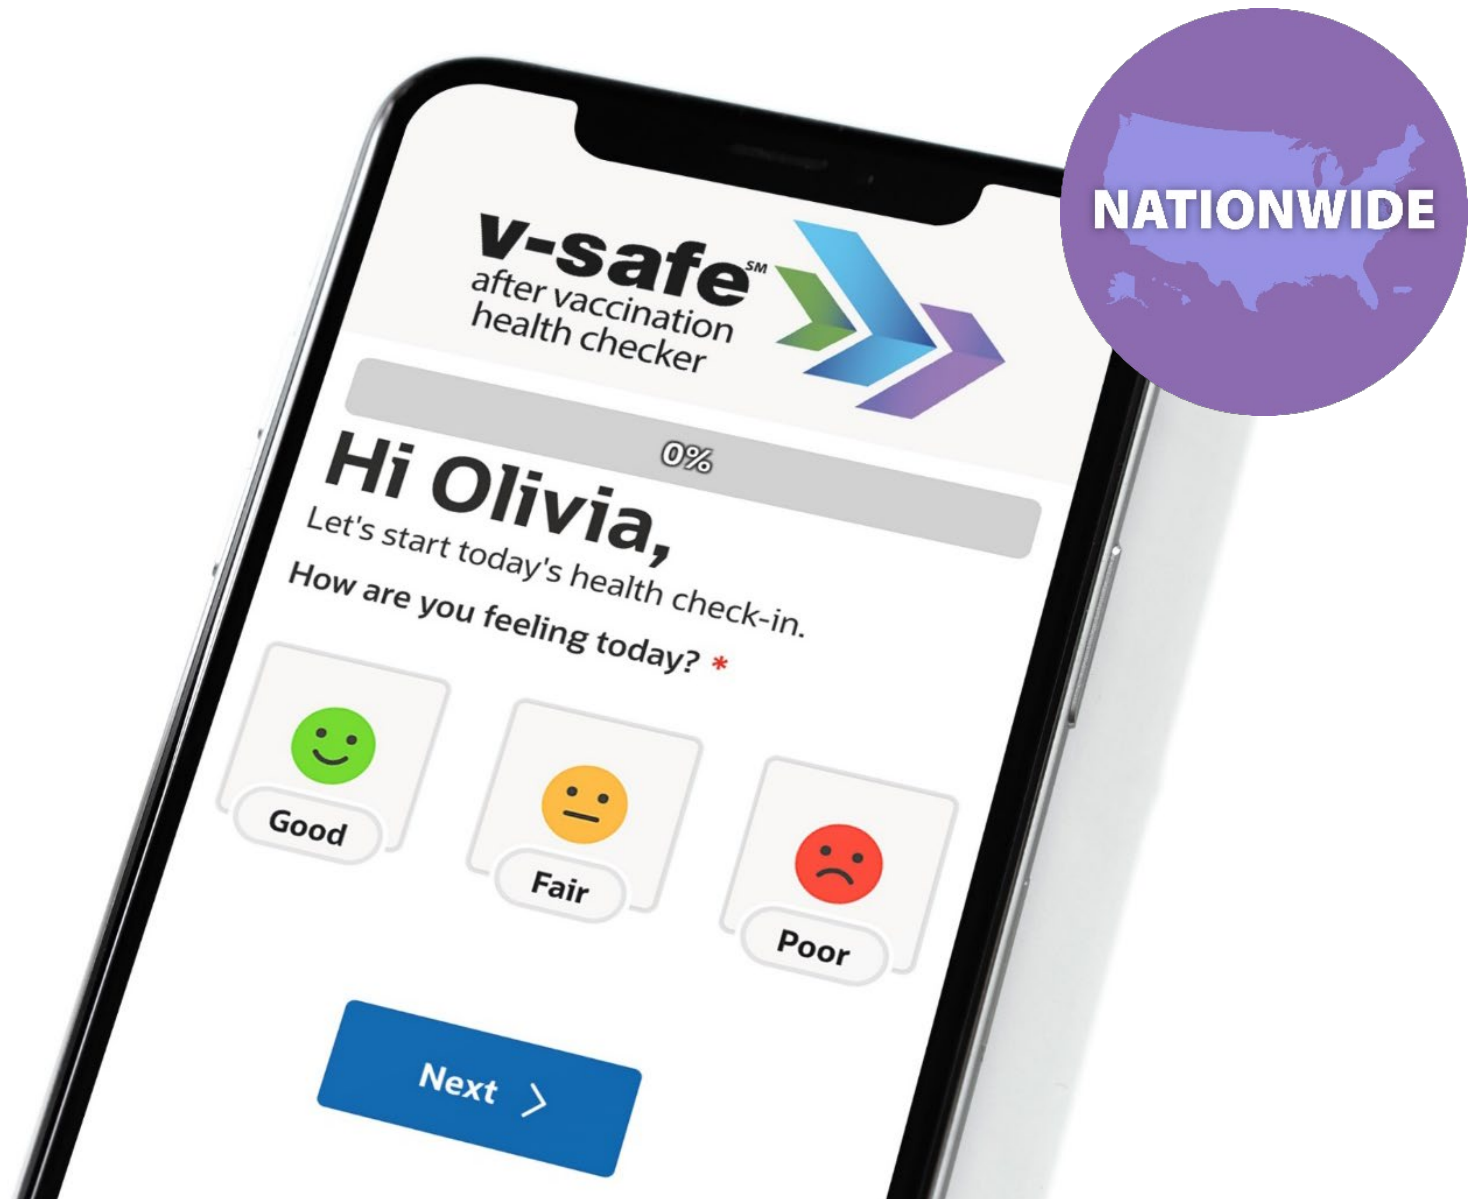 v-safe℠
after vaccination
health checker
NATIONWIDE
0%
Hi Olivia,
Let's start today's health check-in.
How are you feeling today? *
Good
Fair
Poor
Next >